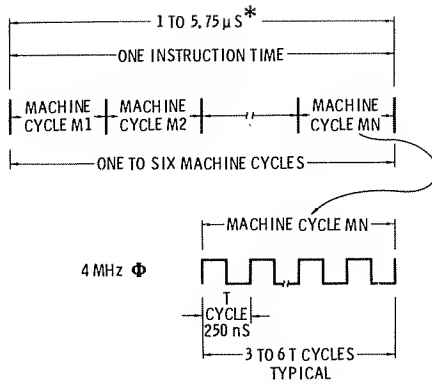 1 TO 5.75 µS*
ONE INSTRUCTION TIME
MACHINE CYCLE M1
MACHINE CYCLE M2
MACHINE CYCLE MN
ONE TO SIX MACHINE CYCLES
MACHINE CYCLE MN
4 MHz Φ
T
CYCLE
250 nS
3 TO 6 T CYCLES
TYPICAL